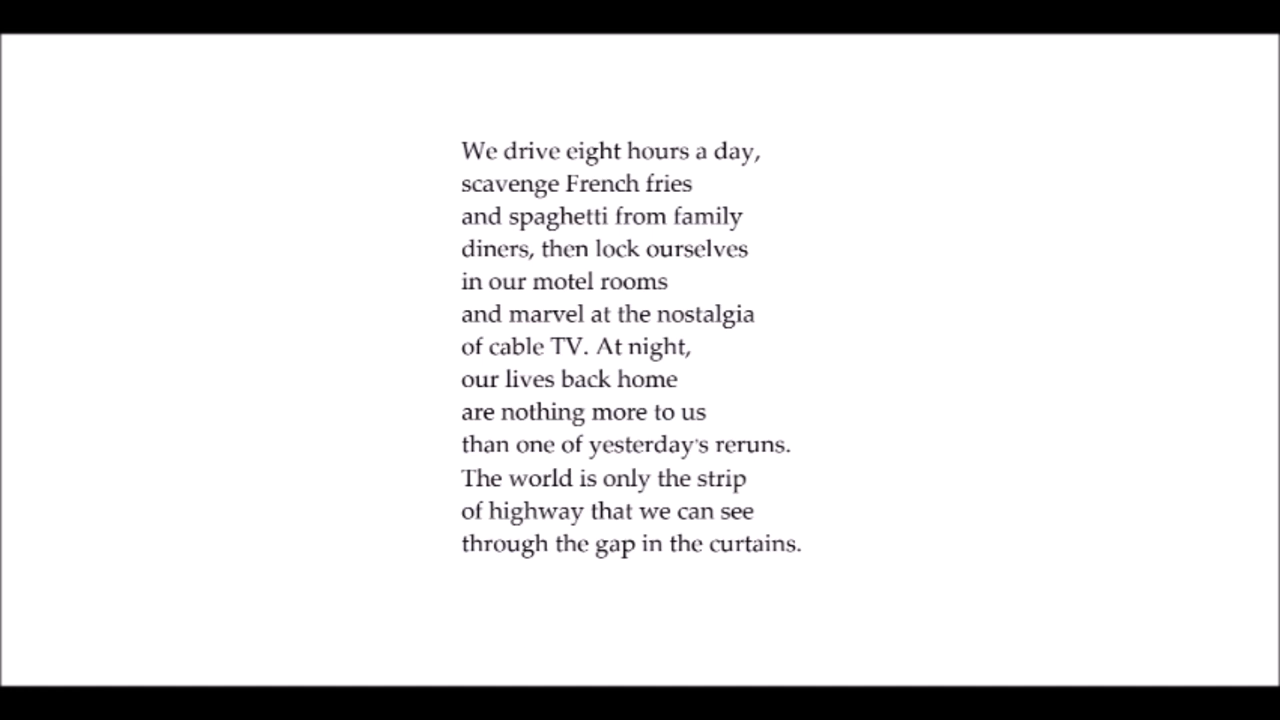 We drive eight hours a day,
scavenge French fries
and spaghetti from family
diners, then lock ourselves
in our motel rooms
and marvel at the nostalgia
of cable TV. At night,
our lives back home
are nothing more to us
than one of yesterday's reruns.
The world is only the strip
of highway that we can see
through the gap in the curtains.